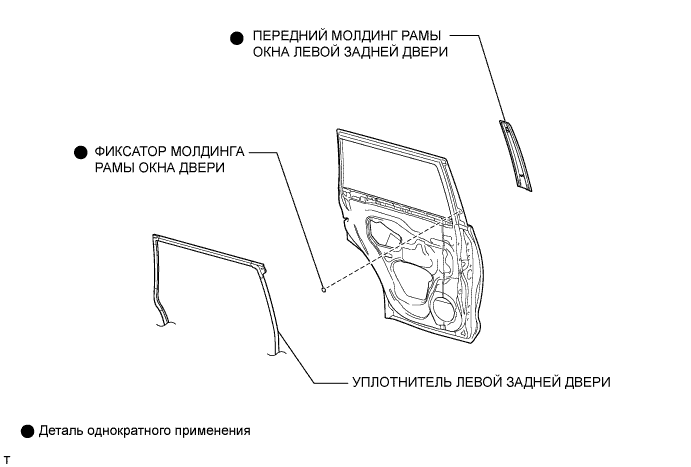 ПЕРЕДНИЙ МОЛДИНГ РАМЫ
ОКНА ЛЕВОЙ ЗАДНЕЙ ДВЕРИ
ФИКСАТОР МОЛДИНГА
РАМЫ ОКНА ДВЕРИ
УПЛОТНИТЕЛЬ ЛЕВОЙ ЗАДНЕЙ ДВЕРИ
Деталь однократного применения
T